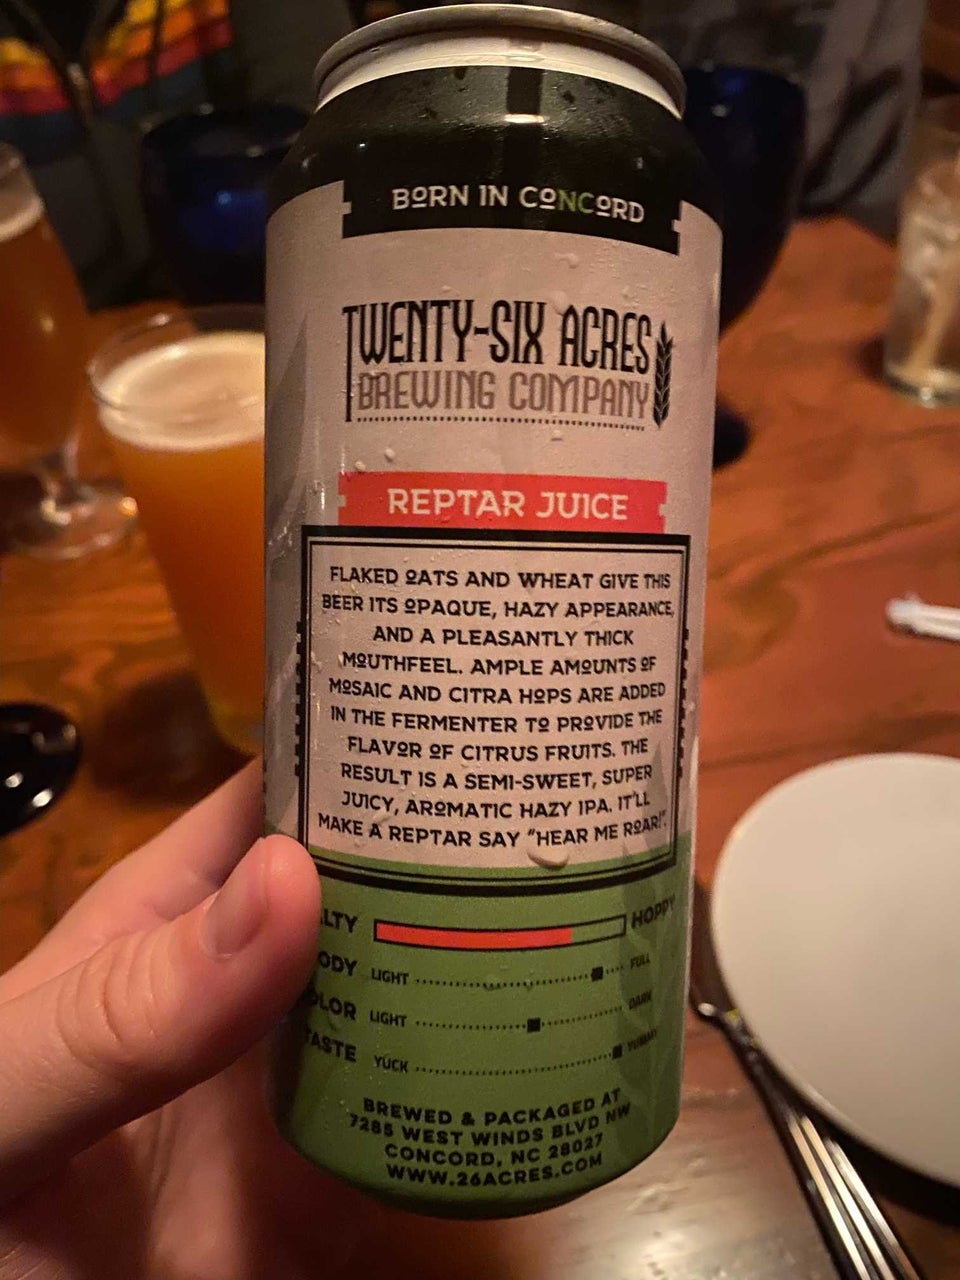 BORN IN CONCORD
TWENTY-SIX ACRES
BREWING COMPANY
REPTAR JUICE
FLAKED OATS AND WHEAT GIVE THIS
BEER ITS OPAQUE, HAZY APPEARANCE,
AND A PLEASANTLY THICK
MOUTHFEEL. AMPLE AMOUNTS OF
MOSAIC AND CITRA HOPS ARE ADDED
IN THE FERMENTER TO PROVIDE THE
FLAVOR OF CITRUS FRUITS. THE
RESULT IS A SEMI-SWEET, SUPER
JUICY, AROMATIC HAZY IPA. IT'LL
MAKE A REPTAR SAY "HEAR ME ROAR!".
LTY HOPPY
ODY LIGHT FULL
OLOR LIGHT DARK
TASTE YUCK YUMMY
BREWED & PACKAGED AT
7285 WEST WINDS BLVD NW
CONCORD, NC 28027
WWW.26ACRES.COM